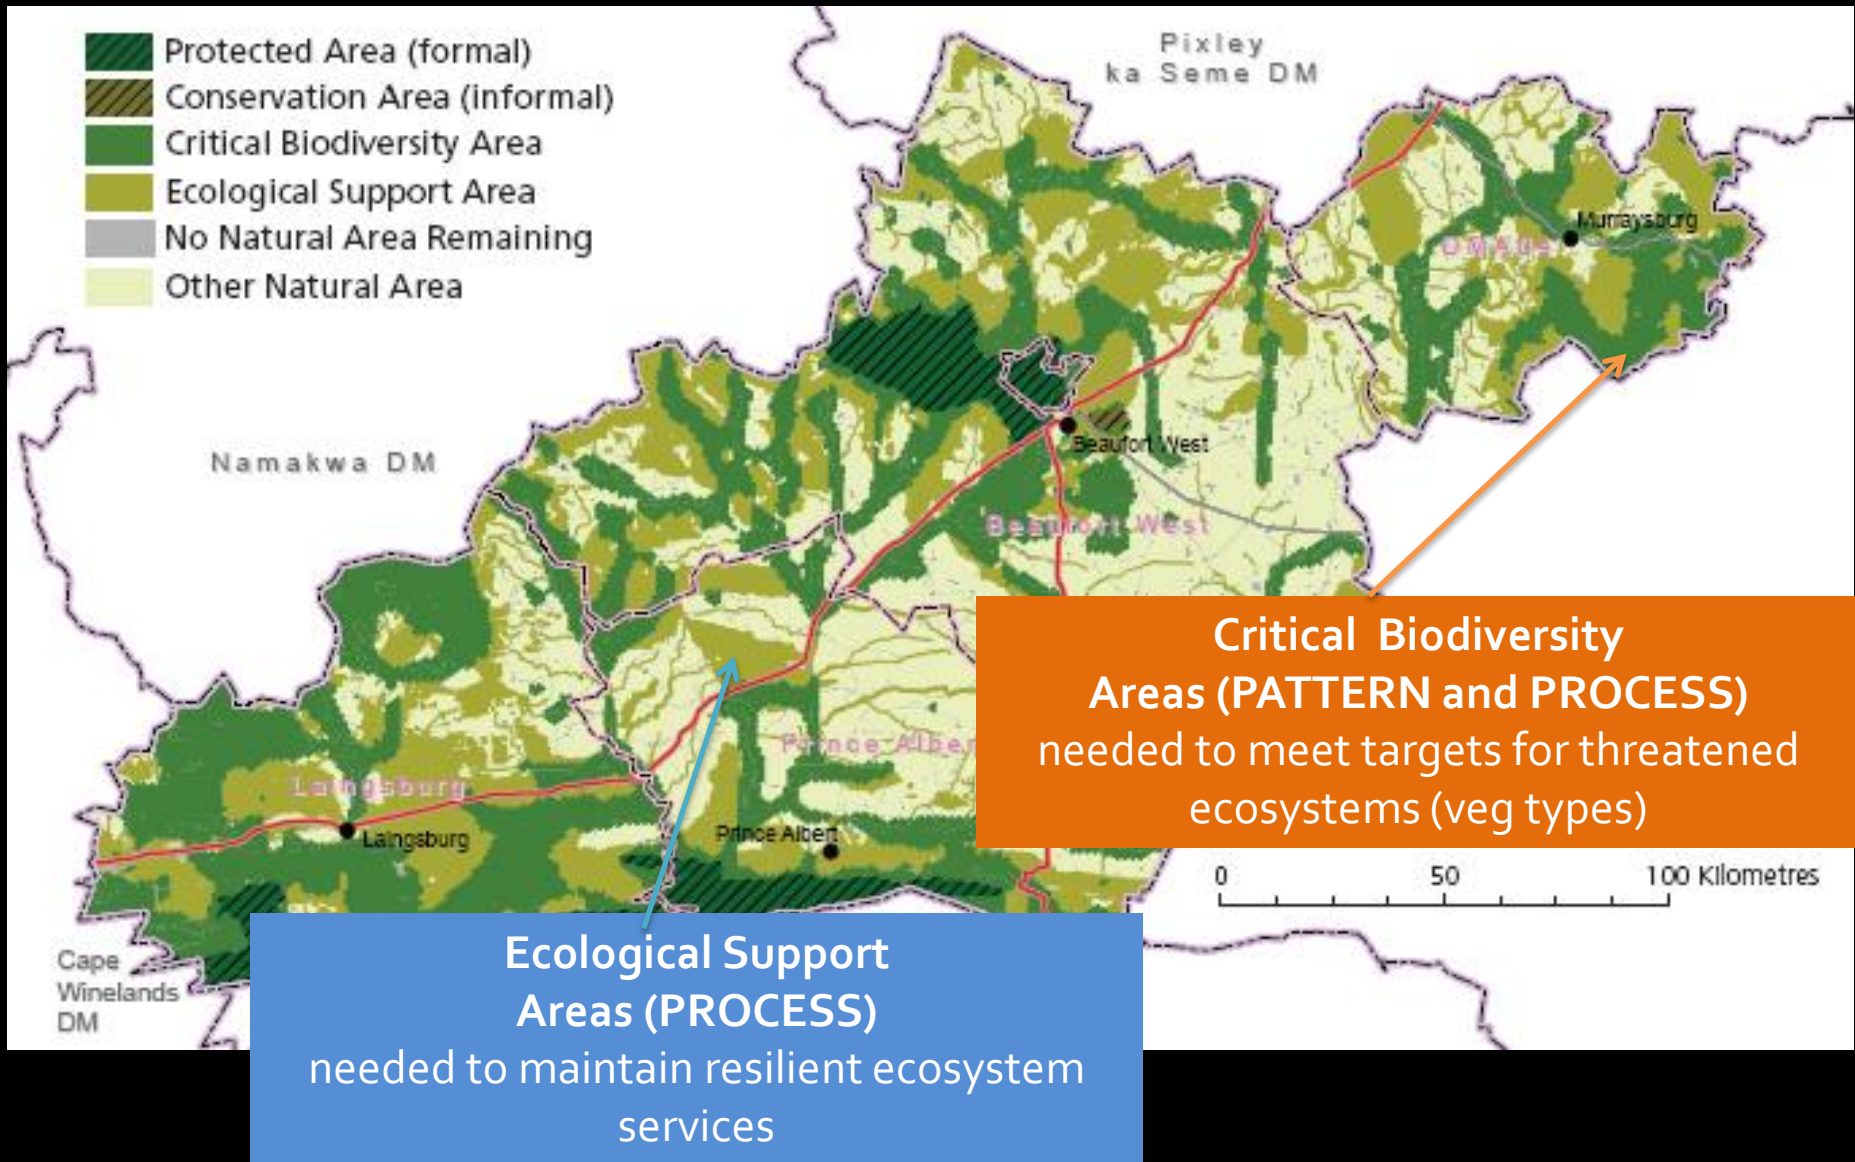 Protected Area (formal)
Conservation Area (informal)
Critical Biodiversity Area
Ecological Support Area
No Natural Area Remaining
Other Natural Area
Pixley
ka Seme DM
Murraysburg
Namakwa DM
Beaufort West
Beaufort West
Prince Alber
Laingsburg
Laingsburg
Prince Albert
Critical Biodiversity
Areas (PATTERN and PROCESS)
needed to meet targets for threatened
ecosystems (veg types)
0 50 100 Kilometres
Cape
Winelands
DM
Ecological Support
Areas (PROCESS)
needed to maintain resilient ecosystem
services